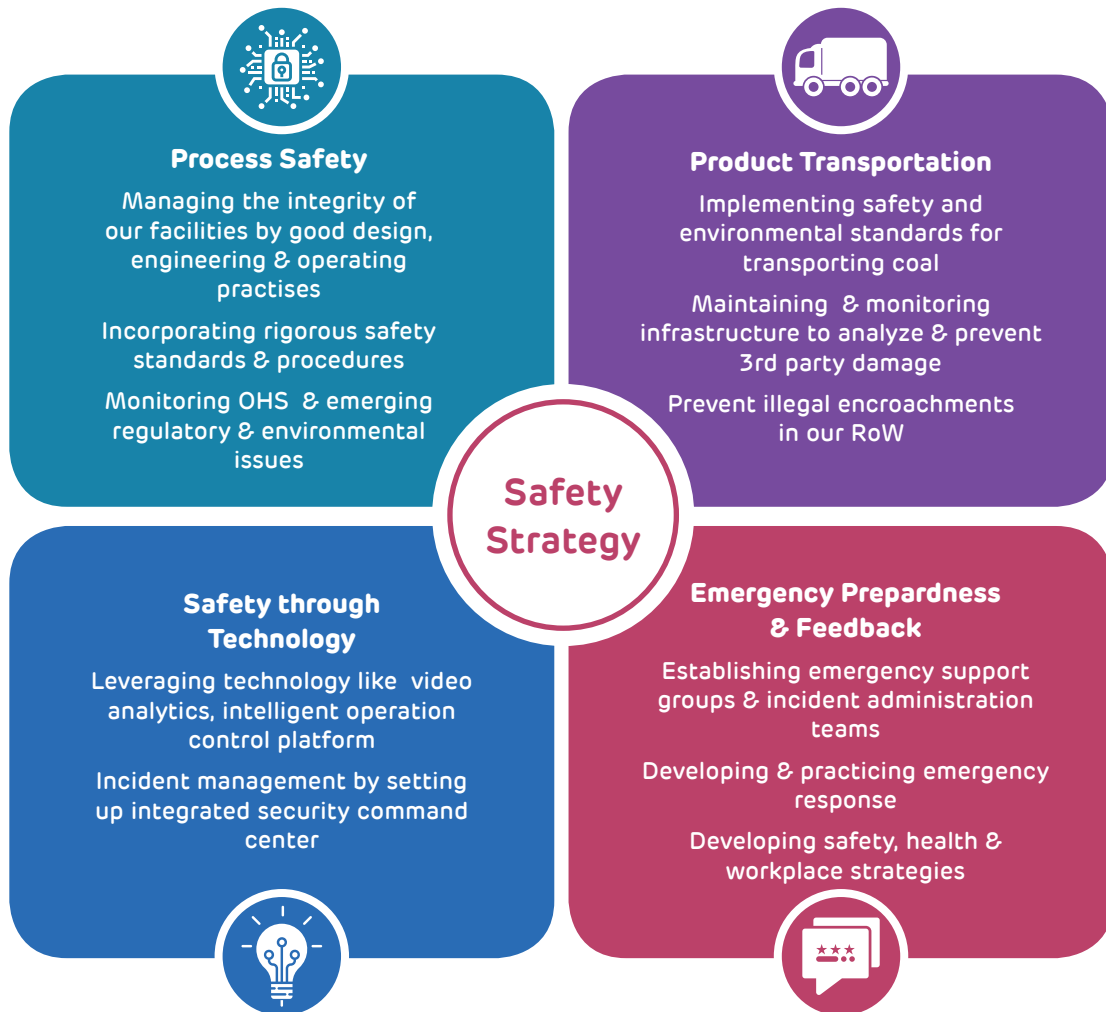 Process Safety
Managing the integrity of
our facilities by good design,
engineering & operating
practises
Incorporating rigorous safety
standards & procedures
Monitoring OHS & emerging
regulatory & environmental
issues
Product Transportation
Implementing safety and
environmental standards for
transporting coal
Maintaining & monitoring
infrastructure to analyze & prevent
3rd party damage
Prevent illegal encroachments
in our RoW
Safety
Strategy
Safety through
Technology
Leveraging technology like video
analytics, intelligent operation
control platform
Incident management by setting
up integrated security command
center
Emergency Prepardness
& Feedback
Establishing emergency support
groups & incident administration
teams
Developing & practicing emergency
response
Developing safety, health &
workplace strategies